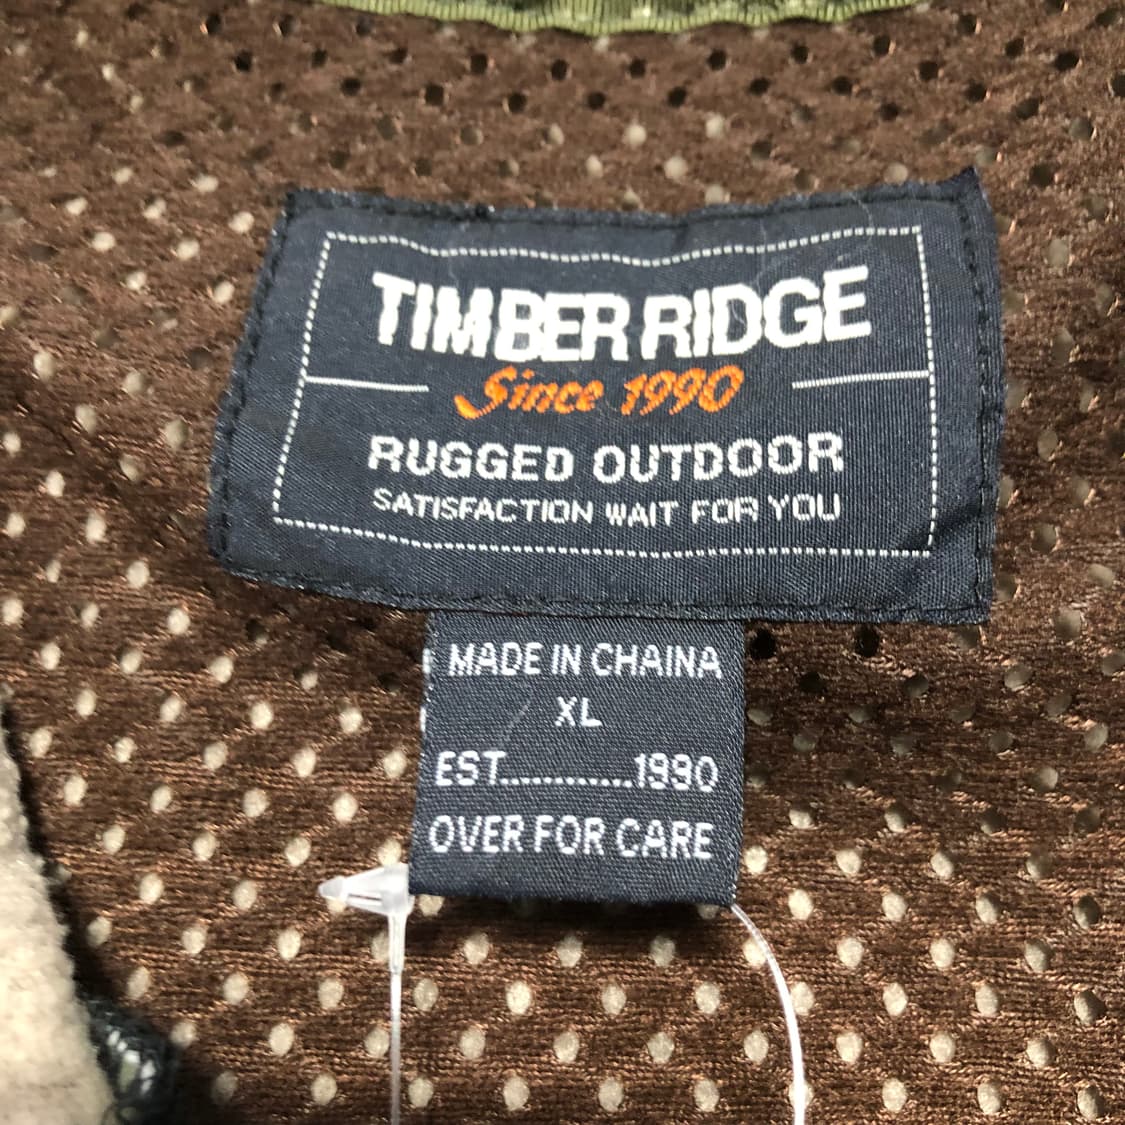 TIMBER RIDGE
Since 1990
RUGGED OUTDOOR
SATISFACTION WAIT FOR YOU
MADE IN CHAINA
XL
EST.............1990
OVER FOR CARE